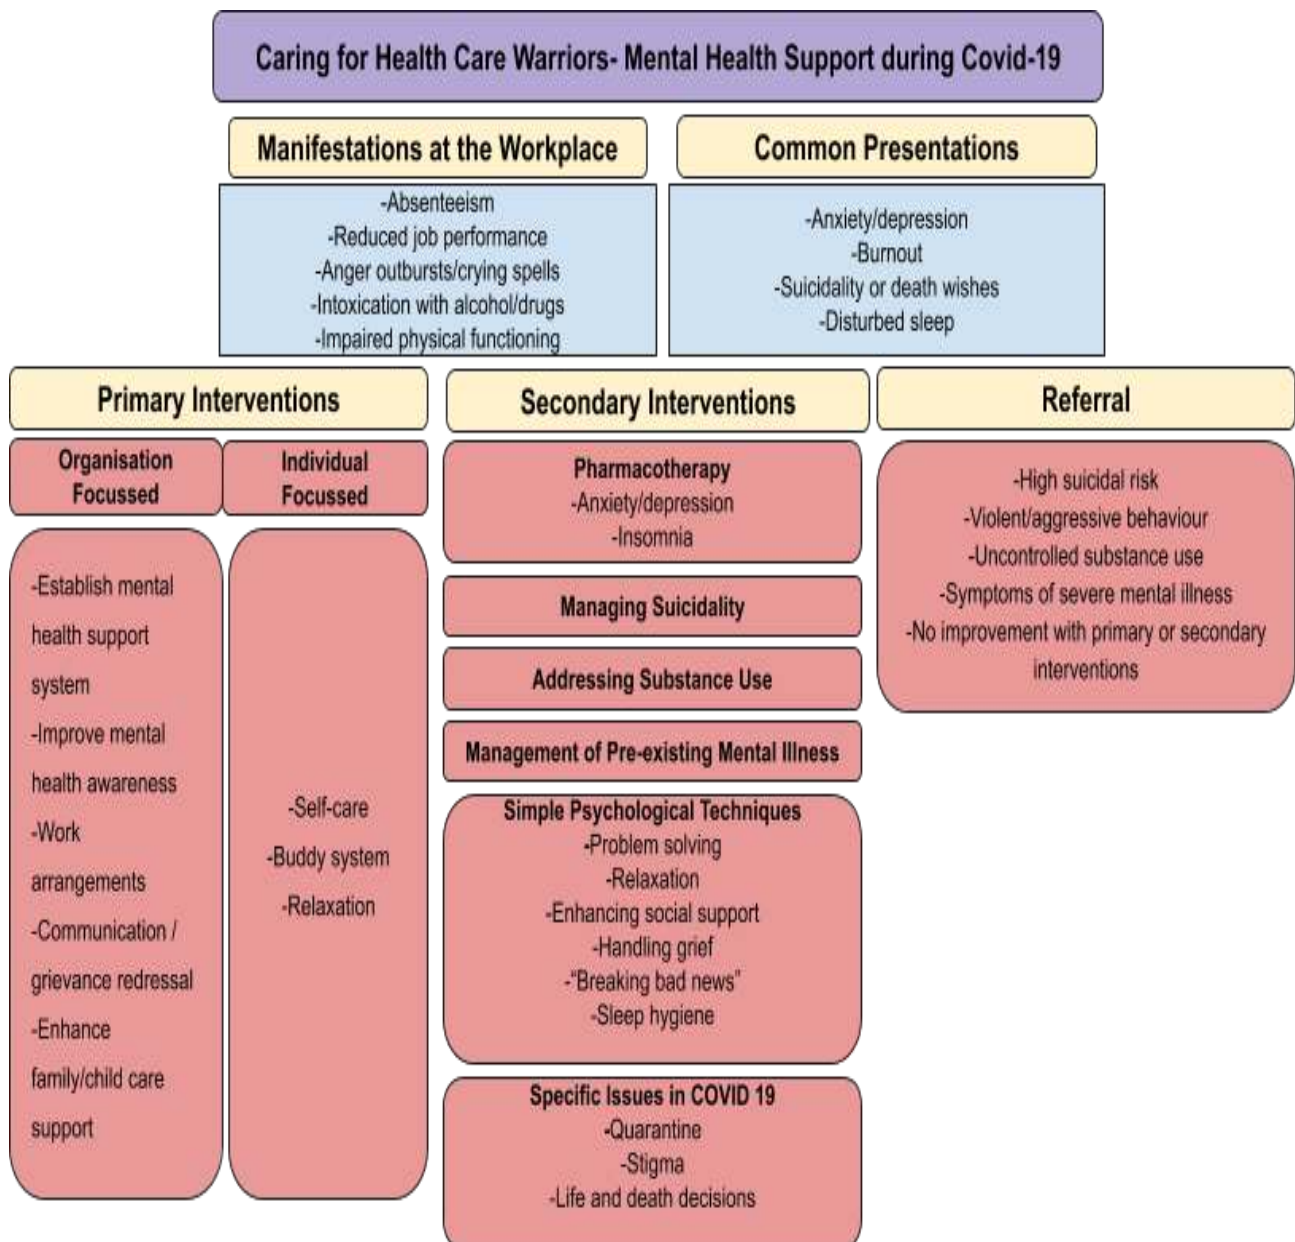 Caring for Health Care Warriors- Mental Health Support during Covid-19
Manifestations at the Workplace
-Absenteeism
-Reduced job performance
-Anger outbursts/crying spells
-Intoxication with alcohol/drugs
-Impaired physical functioning
Common Presentations
-Anxiety/depression
-Burnout
-Suicidality or death wishes
-Disturbed sleep
Primary Interventions
Organisation
Focussed
-Establish mental
health support
system
-Improve mental
health awareness
-Work
arrangements
-Communication /
grievance redressal
-Enhance
family/child care
support
Individual
Focussed
-Self-care
-Buddy system
-Relaxation
Secondary Interventions
Pharmacotherapy
-Anxiety/depression
-Insomnia
Managing Suicidality
Addressing Substance Use
Management of Pre-existing Mental Illness
Simple Psychological Techniques
-Problem solving
-Relaxation
-Enhancing social support
-Handling grief
-“Breaking bad news”
-Sleep hygiene
Specific Issues in COVID 19
-Quarantine
-Stigma
-Life and death decisions
Referral
-High suicidal risk
-Violent/aggressive behaviour
-Uncontrolled substance use
-Symptoms of severe mental illness
-No improvement with primary or secondary
interventions